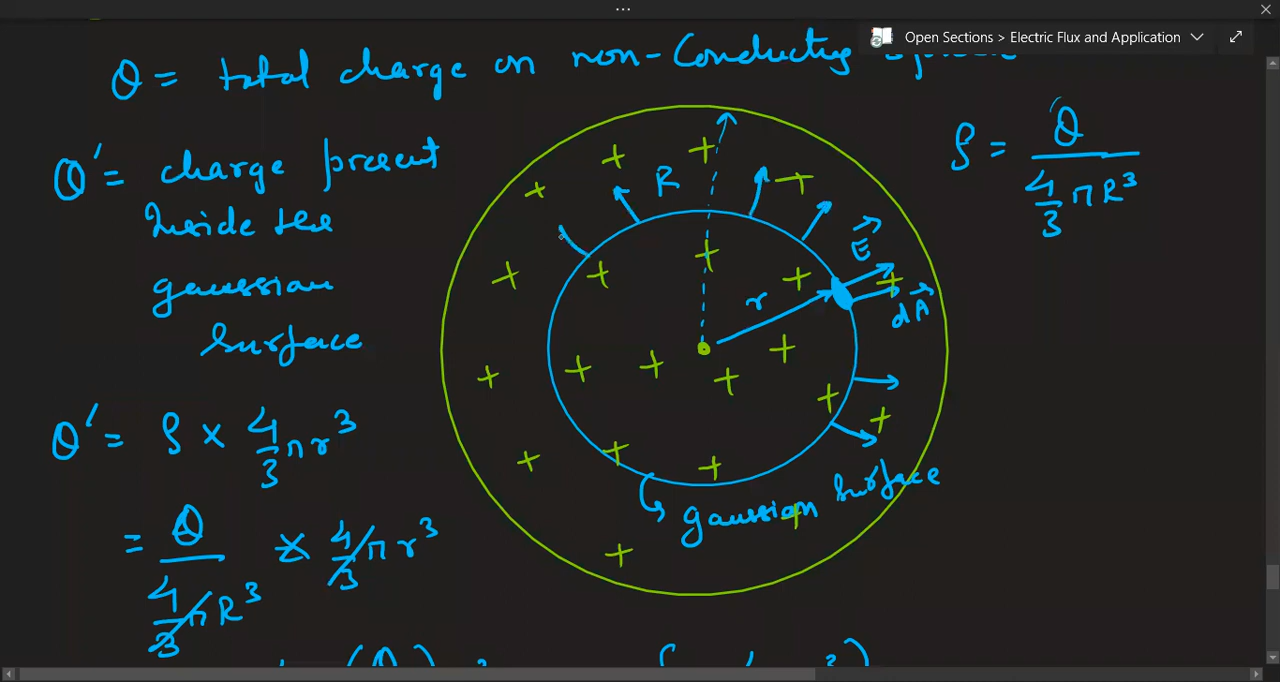 Open Sections > Electric Flux and Application
Q = total charge on non-Conducting
Q' = charge present
Inside the
gaussian
surface
R
r
E
dA
gaussian surface
ρ = Q / 4/3 πR³
Q' = ρ × 4/3 πr³
= Q / 4/3 πR³ × 4/3 πr³